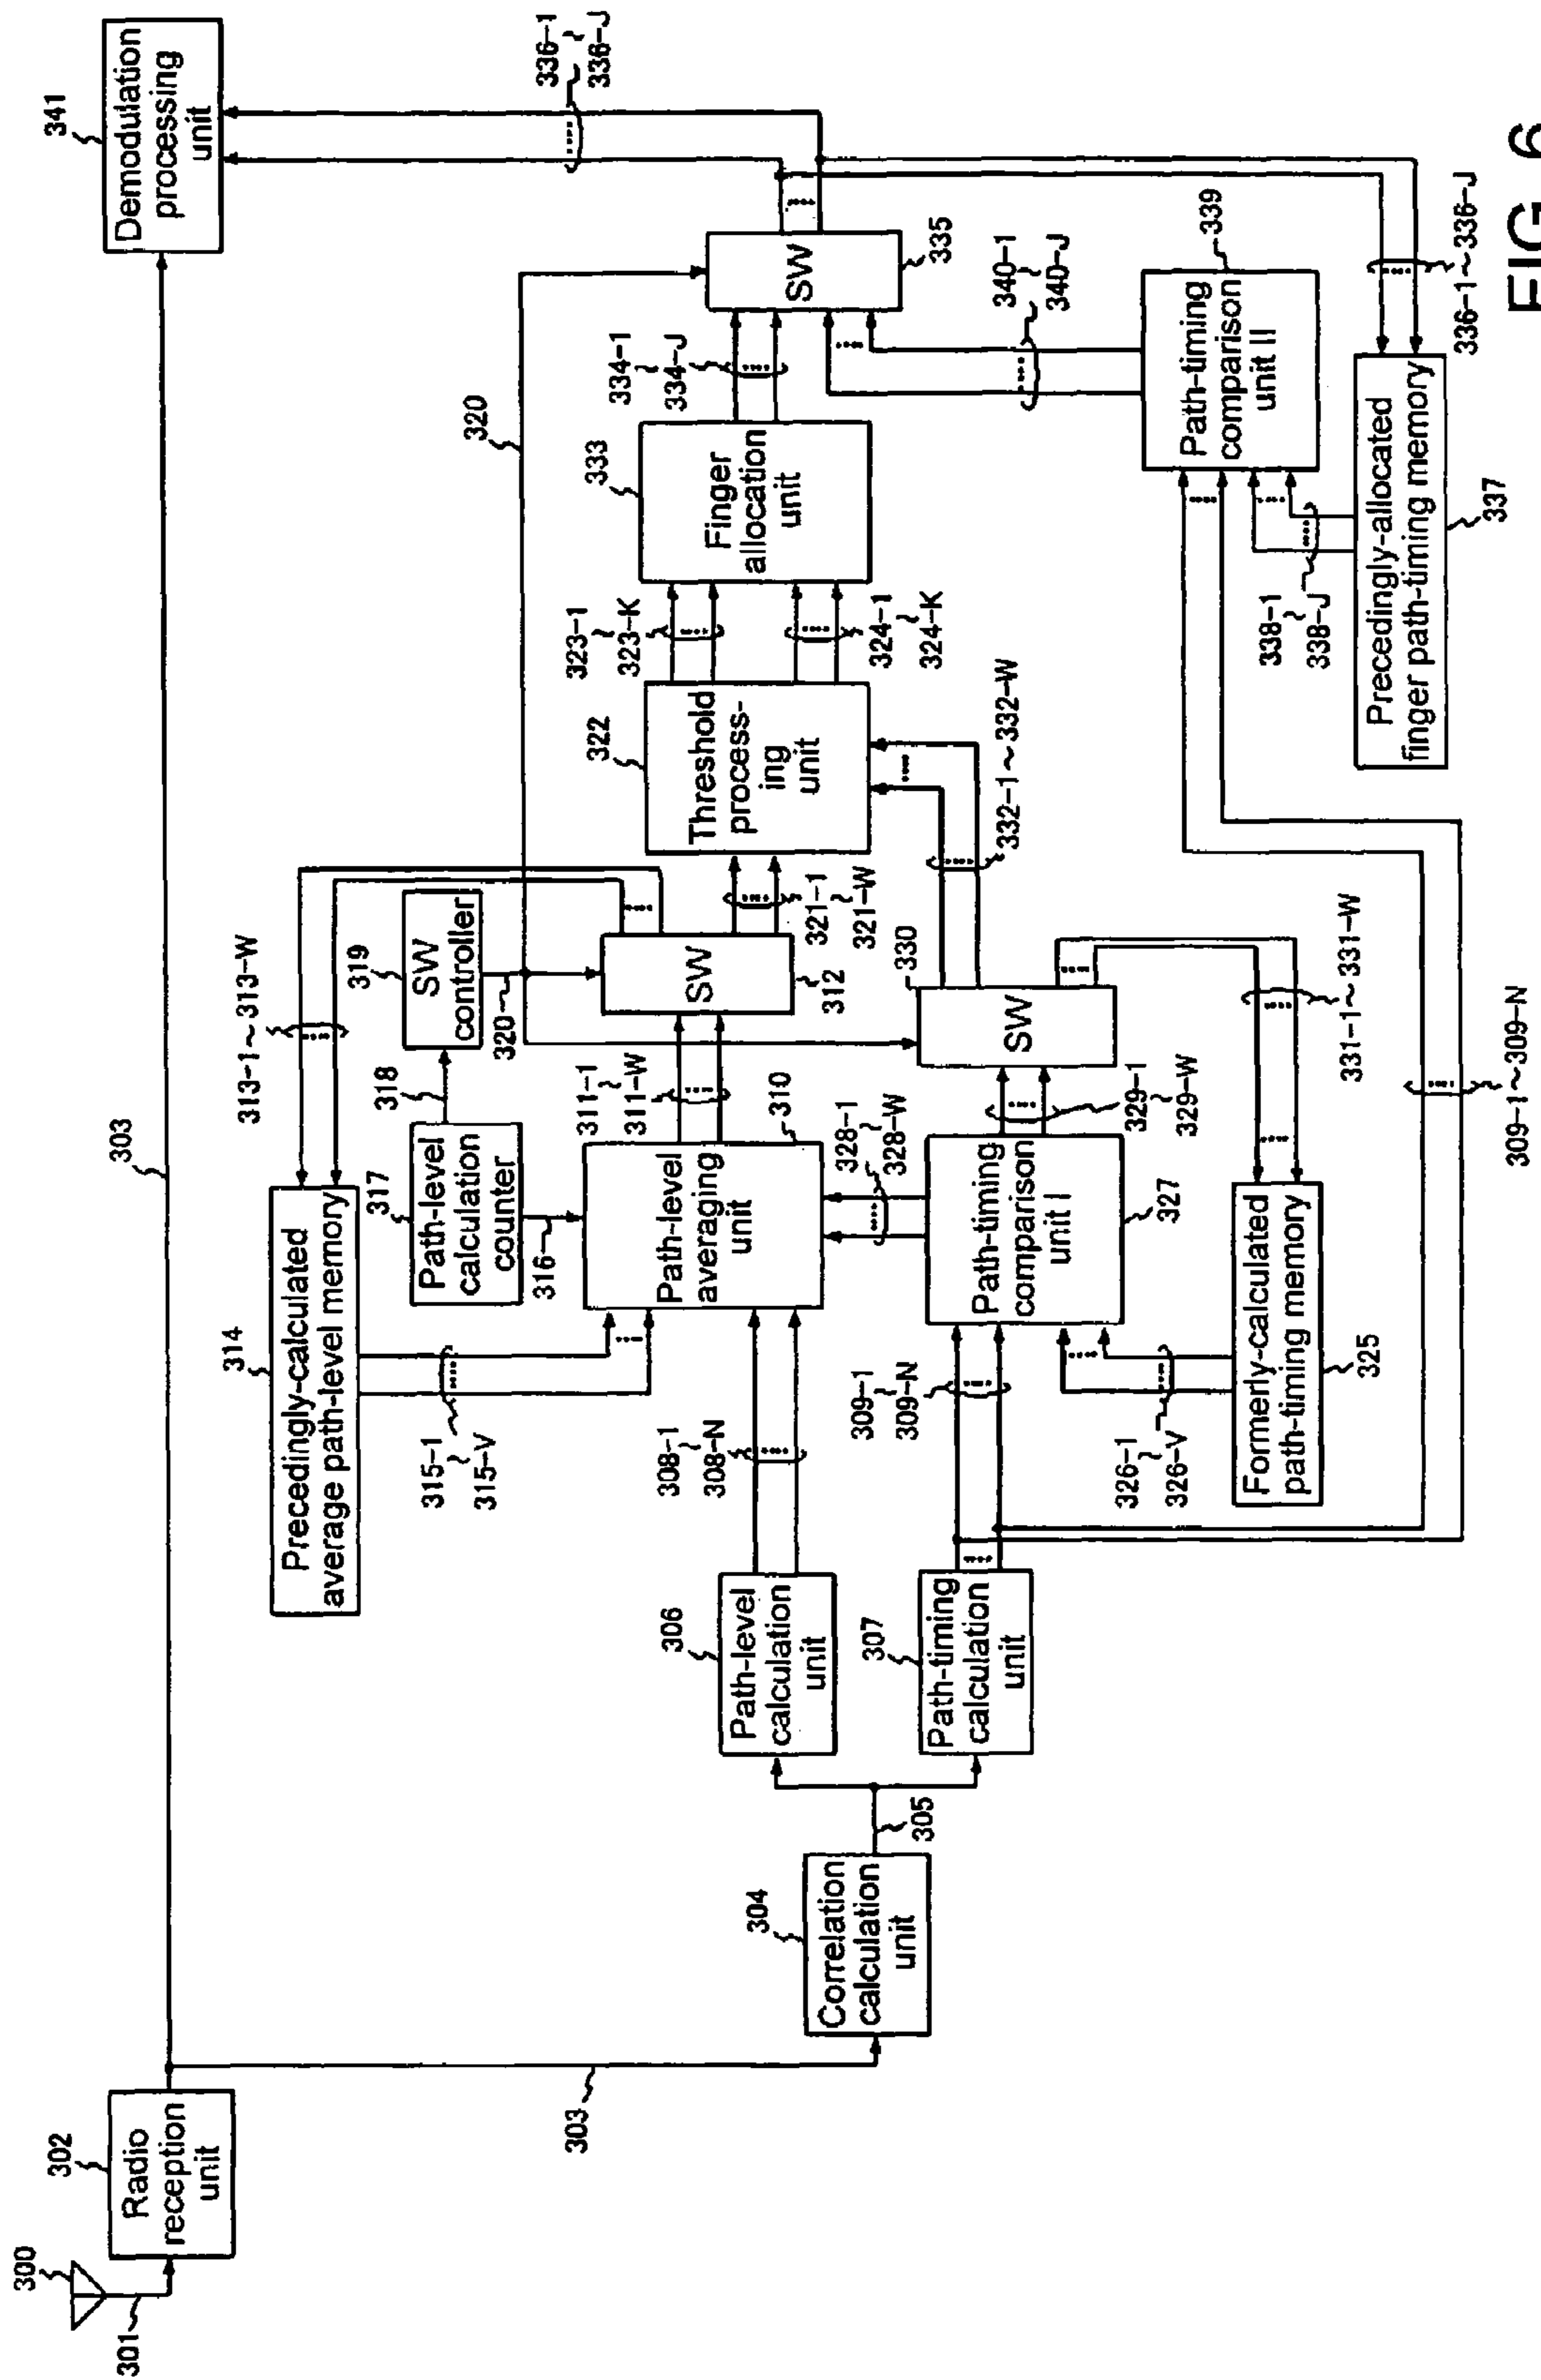 300
301
302
Radio
reception
unit
303
303
304
Correlation
calculation
unit
305
306
Path-level
calculation
unit
307
Path-timing
calculation
unit
308-1
308-N
309-1
309-N
314
Precedingly-calculated
average path-level memory
315-1
315-V
313-1~313-W
317
Path-level
calculation
counter
316
318
319
SW
controller
320
320
Path-level
averaging
unit
310
311-1
311-W
SW
312
321-1
321-W
328-1
328-W
Path-timing
comparison
unit I
327
329-1
329-W
326-1
326-V
Formerly-calculated
path-timing memory
325
330
SW
331-1~331-W
332-1~332-W
309-1~309-N
322
Threshold
process-
ing
unit
323-1
323-K
324-1
324-K
333
Finger
allocation
unit
334-1
334-J
SW
335
340-1
340-J
Path-timing
comparison
unit II
339
338-1
338-J
Precedingly-allocated
finger path-timing memory
337
336-1~336-J
336-1
336-J
341
Demodulation
processing
unit
FIG. 6